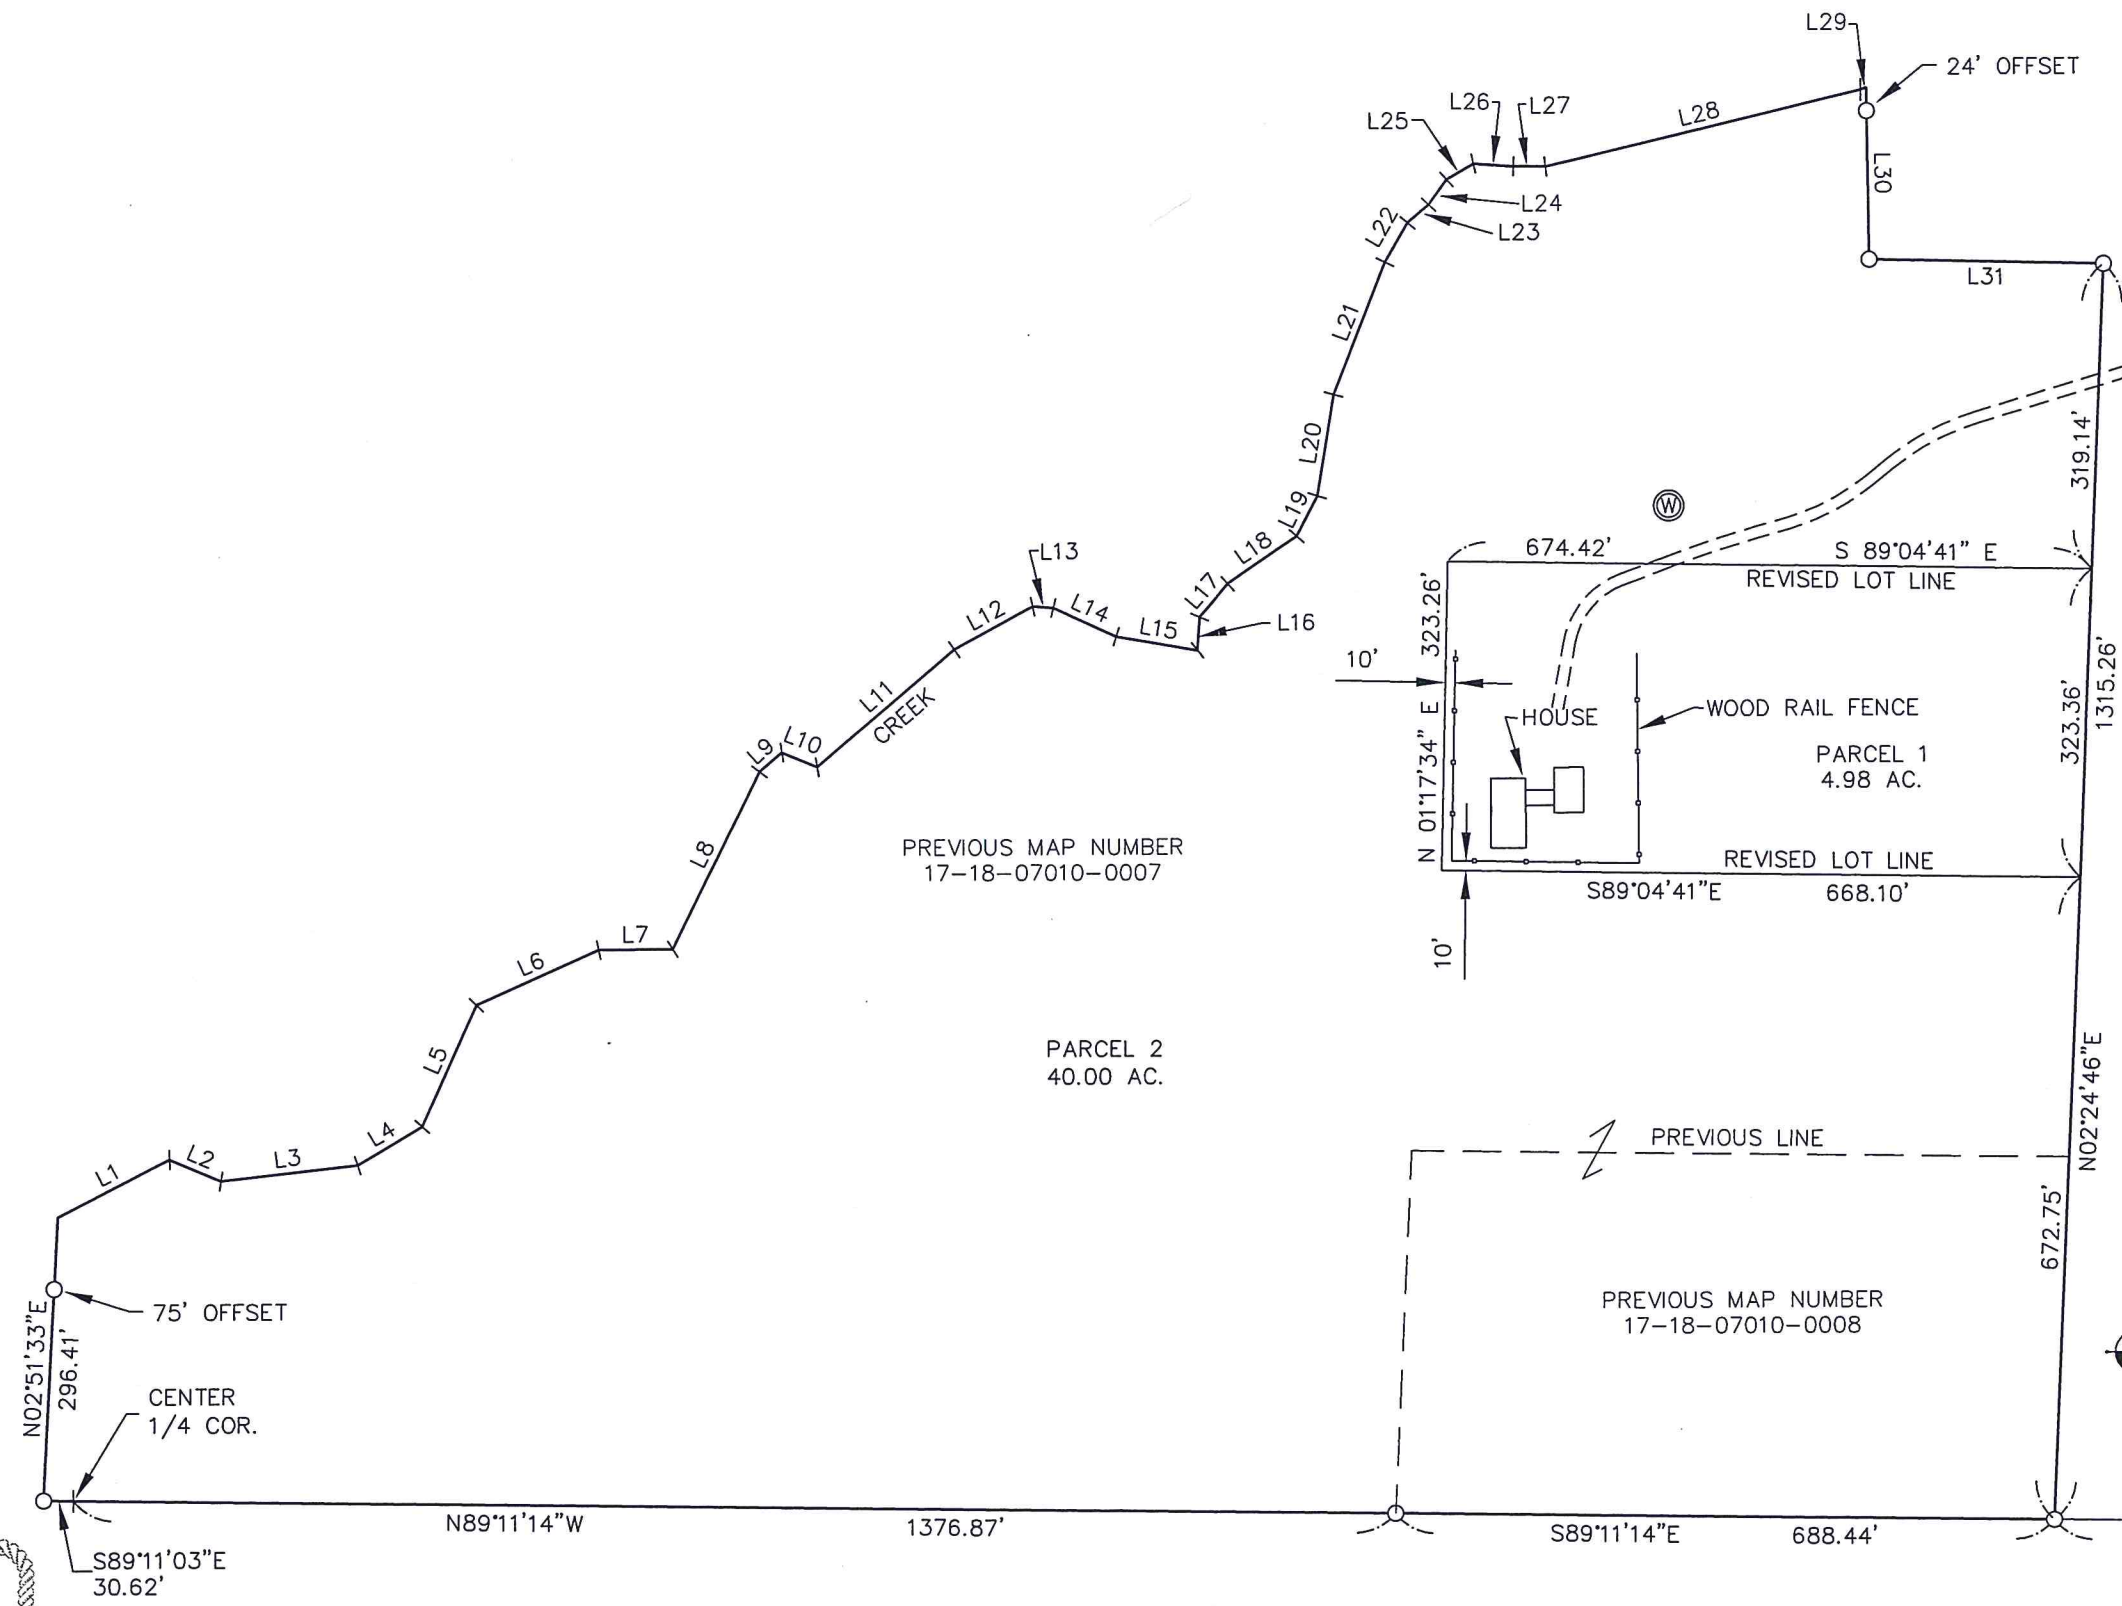 L29
24' OFFSET
L28
L26
L27
L25
L30
L24
L23
L22
L31
L21
319.14'
L20
L19
W
674.42'
S 89°04'41" E
REVISED LOT LINE
L18
L13
L17
L12
L14
L15
L16
N 01°17'34" E 323.26'
10'
1315.26'
323.36'
L11
CREEK
HOUSE
WOOD RAIL FENCE
PARCEL 1
4.98 AC.
L9
L10
L8
PREVIOUS MAP NUMBER
17-18-07010-0007
REVISED LOT LINE
S89°04'41"E
668.10'
10'
L7
L6
L5
PARCEL 2
40.00 AC.
N02°24'46"E
PREVIOUS LINE
L4
L3
L2
L1
672.75'
PREVIOUS MAP NUMBER
17-18-07010-0008
75' OFFSET
N02°51'33"E
296.41'
CENTER
1/4 COR.
N89°11'14"W
1376.87'
S89°11'14"E
688.44'
S89°11'03"E
30.62'